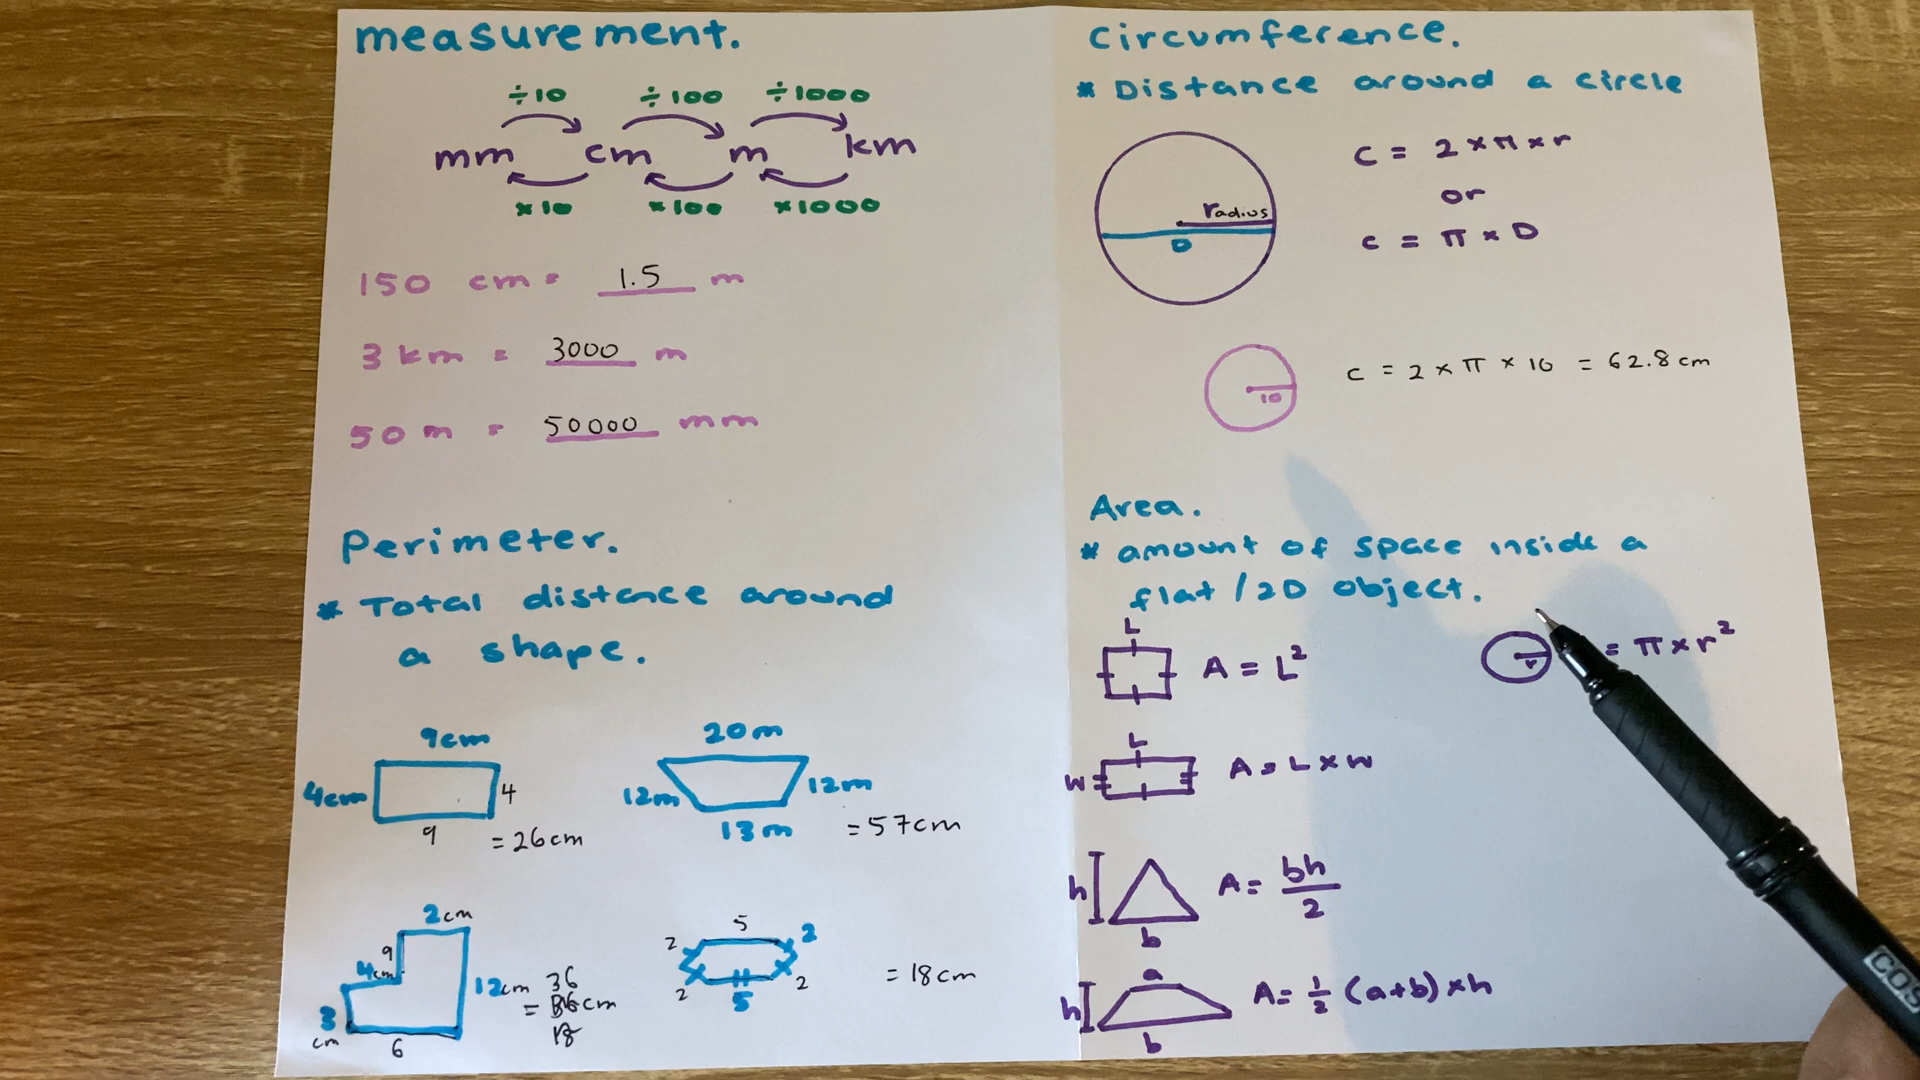 measurement.
÷10 ÷100 ÷1000
mm cm m km
×10 ×100 ×1000
150 cm = 1.5 m
3 km = 3000 m
50 m = 50000 mm
Perimeter.
* Total distance around
a shape.
9cm
4cm 4
9 = 26cm
20m
12m 12m
13m = 57cm
2cm
9
4cm
12cm 36
3 cm
= cm
6
18
5
2 2
2 2
5
= 18cm
Circumference.
* Distance around a circle
radius
D
C = 2 × π × r
or
C = π × D
10
C = 2 × π × 10 = 62.8cm
Area.
* amount of space inside a
flat / 2D object.
L
A = L²
r = π × r²
L
W A = L × W
h A = bh/2
b
a
h A = ½ (a+b) × h
b
COS